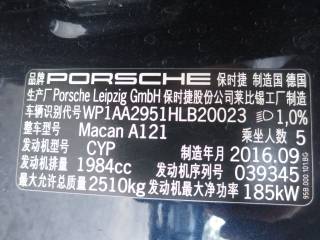 品牌 PORSCHE 保时捷 制造国 德国
生产厂 Porsche Leipzig GmbH 保时捷股份公司莱比锡工厂制造
车辆识别代号 WP1AA2951HLB20023 1,0%
整车型号 Macan A121 乘坐人数 5
发动机型号 CYP 制造年月 2016.09
发动机排量 1984cc 发动机序列号 039345
最大允许总质量 2510kg 发动机最大净功率 185kW
95B.000.101.BG